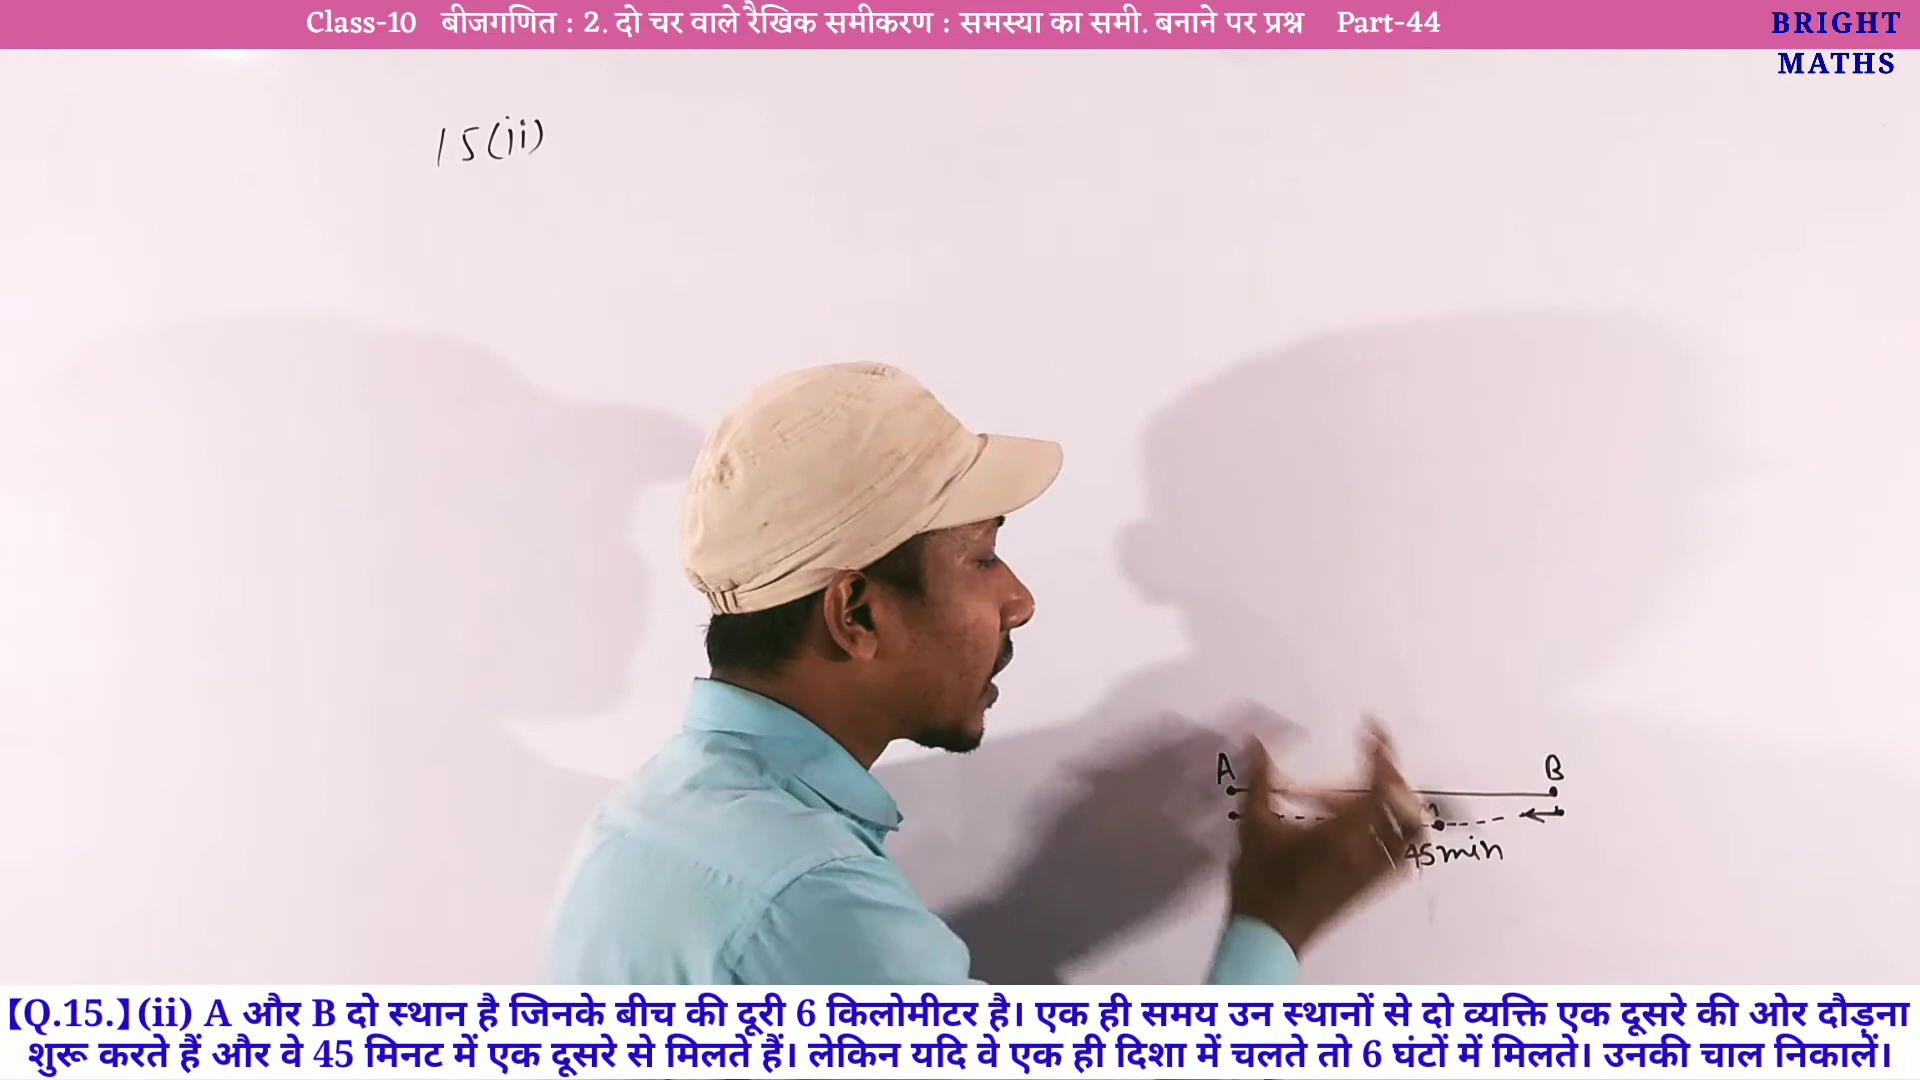 Class-10 बीजगणित : 2. दो चर वाले रैखिक समीकरण : समस्या का समी. बनाने पर प्रश्न Part-44
BRIGHT
MATHS
15(ii)
A B
45min
【Q.15.】(ii) A और B दो स्थान है जिनके बीच की दूरी 6 किलोमीटर है। एक ही समय उन स्थानों से दो व्यक्ति एक दूसरे की ओर दौड़ना
शुरू करते हैं और वे 45 मिनट में एक दूसरे से मिलते हैं। लेकिन यदि वे एक ही दिशा में चलते तो 6 घंटों में मिलते। उनकी चाल निकालें।